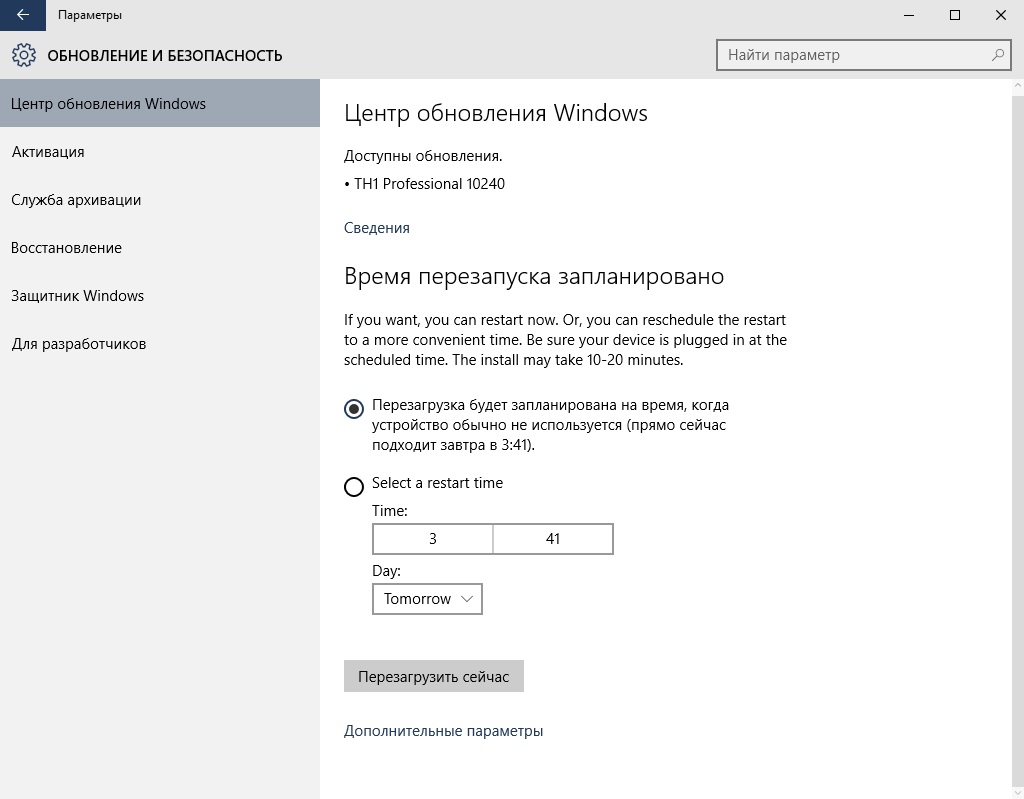 Параметры
ОБНОВЛЕНИЕ И БЕЗОПАСНОСТЬ
Найти параметр
Центр обновления Windows
Активация
Служба архивации
Восстановление
Защитник Windows
Для разработчиков
Центр обновления Windows
Доступны обновления.
• TH1 Professional 10240
Сведения
Время перезапуска запланировано
If you want, you can restart now. Or, you can reschedule the restart
to a more convenient time. Be sure your device is plugged in at the
scheduled time. The install may take 10-20 minutes.
Перезагрузка будет запланирована на время, когда
устройство обычно не используется (прямо сейчас
подходит завтра в 3:41).
Select a restart time
Time:
3 41
Day:
Tomorrow
Перезагрузить сейчас
Дополнительные параметры